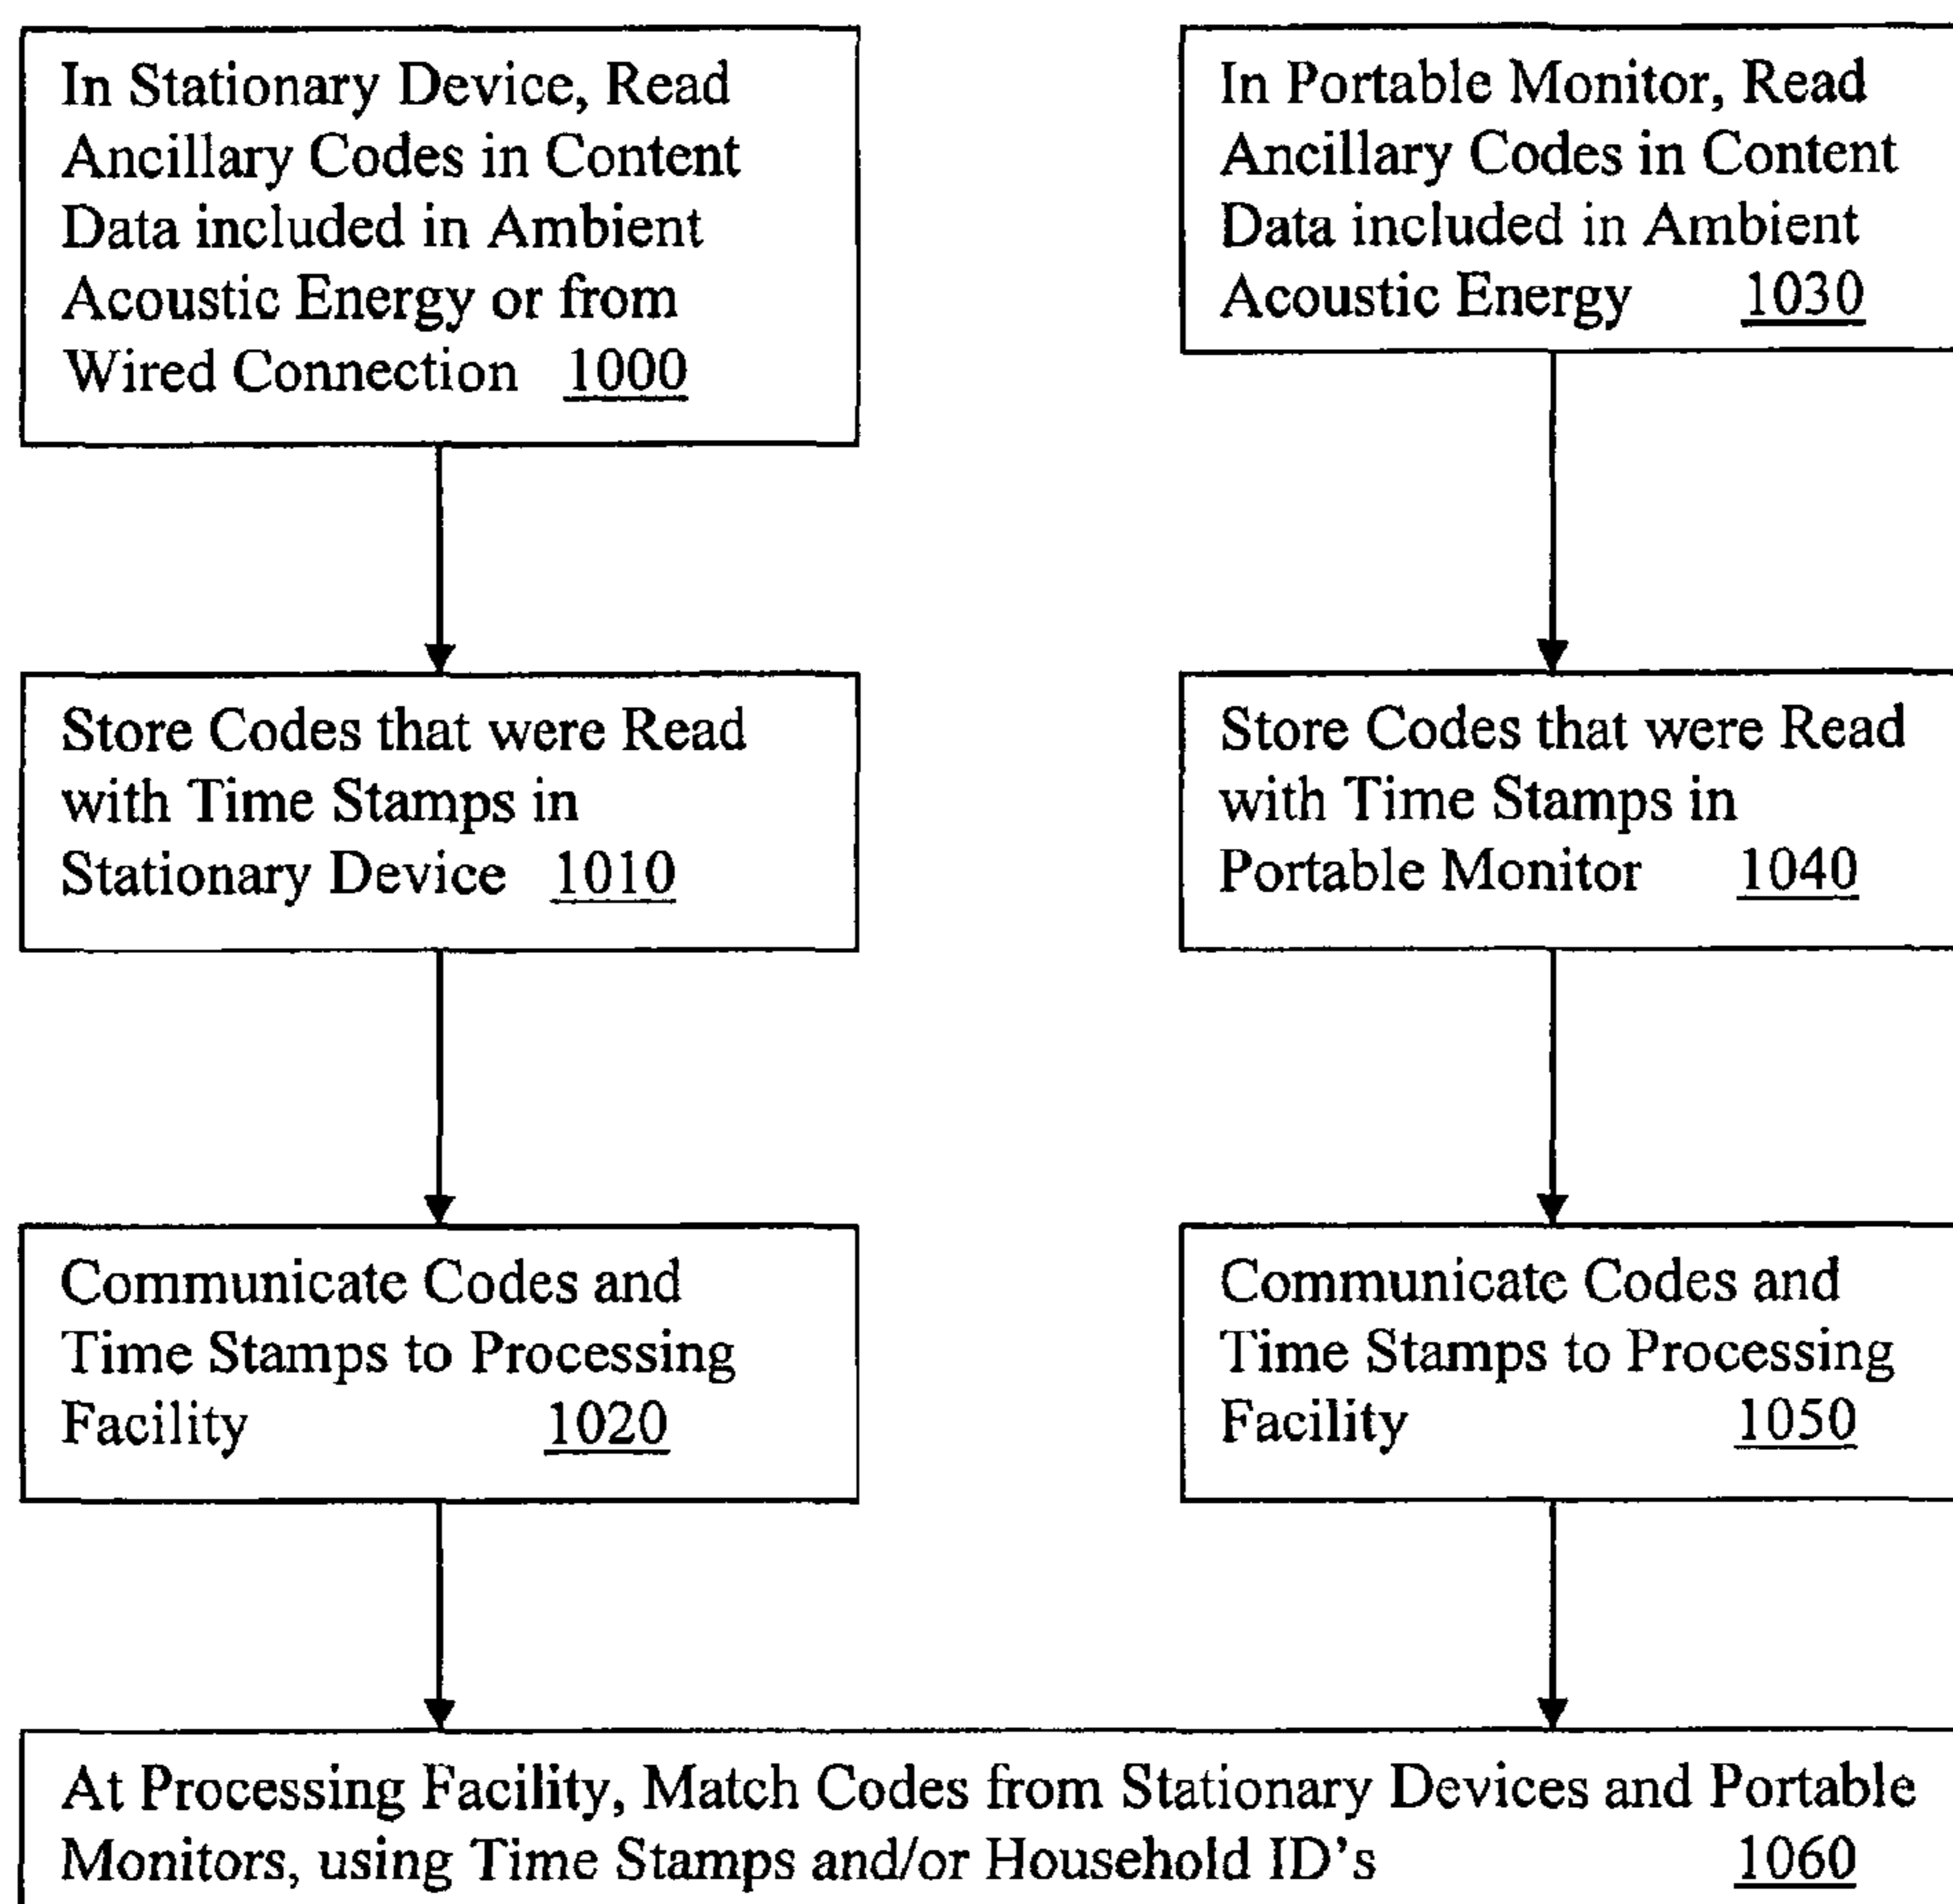 In Stationary Device, Read
Ancillary Codes in Content
Data included in Ambient
Acoustic Energy or from
Wired Connection 1000
In Portable Monitor, Read
Ancillary Codes in Content
Data included in Ambient
Acoustic Energy 1030
Store Codes that were Read
with Time Stamps in
Stationary Device 1010
Store Codes that were Read
with Time Stamps in
Portable Monitor 1040
Communicate Codes and
Time Stamps to Processing
Facility 1020
Communicate Codes and
Time Stamps to Processing
Facility 1050
At Processing Facility, Match Codes from Stationary Devices and Portable
Monitors, using Time Stamps and/or Household ID's 1060